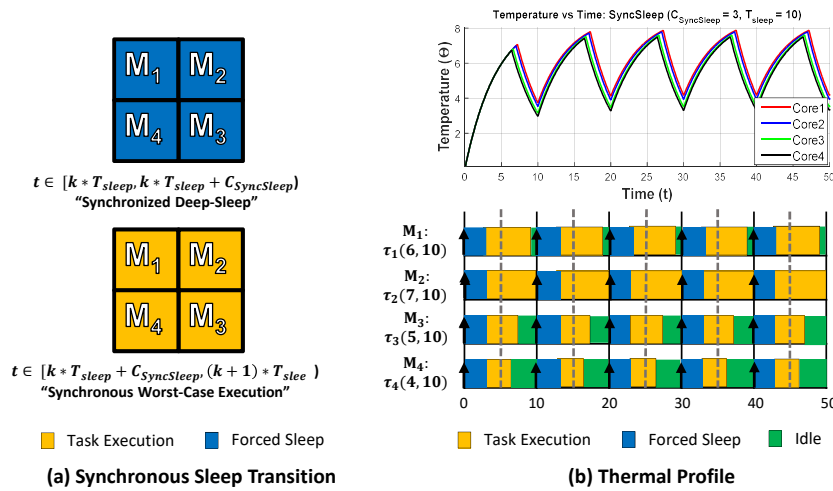 M1 M2
M4 M3
t ∈ [k * Tsleep, k * Tsleep + CSyncSleep)
“Synchronized Deep-Sleep”
M1 M2
M4 M3
t ∈ [k * Tsleep + CSyncSleep, (k + 1) * Tslee )
“Synchronous Worst-Case Execution”
Task Execution Forced Sleep
(a) Synchronous Sleep Transition
Temperature vs Time: SyncSleep (CSyncSleep = 3, Tsleep = 10)
Temperature (Θ)
8
6
4
2
0 5 10 15 20 25 30 35 40 45 50
Time (t)
Core1
Core2
Core3
Core4
M1:
τ1(6, 10)
M2:
τ2(7, 10)
M3:
τ3(5, 10)
M4:
τ4(4, 10)
0 10 20 30 40 50
Task Execution Forced Sleep Idle
(b) Thermal Profile